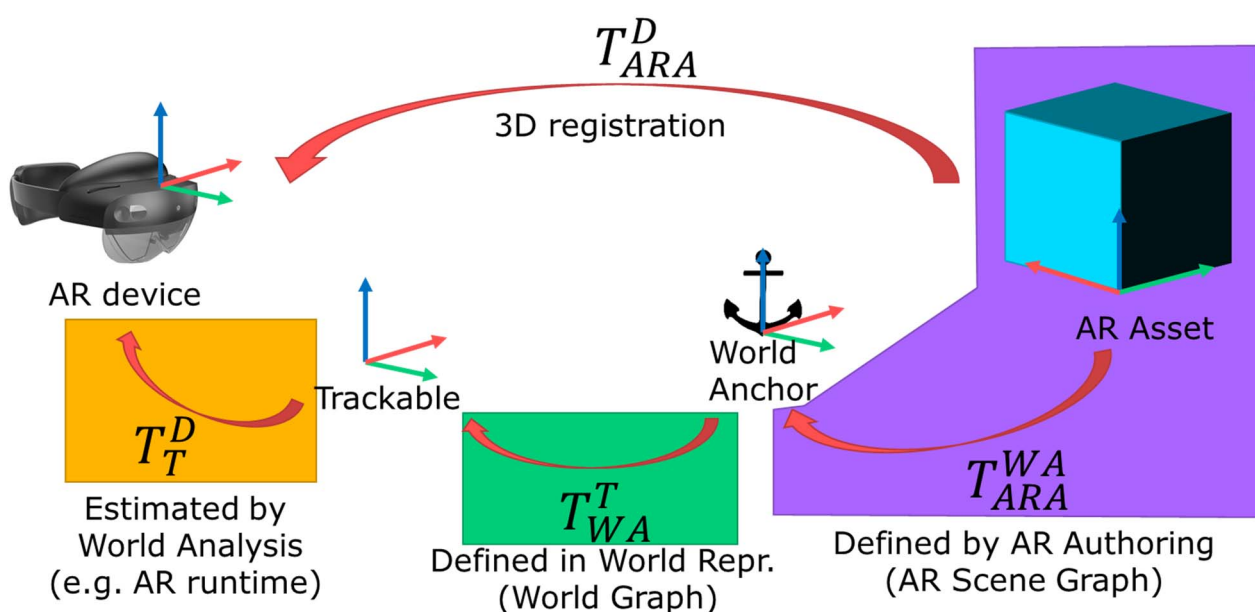 T^D_ARA
3D registration
AR device
Trackable
World
Anchor
AR Asset
T^D_T
T^T_WA
T^WA_ARA
Estimated by
World Analysis
(e.g. AR runtime)
Defined in World Repr.
(World Graph)
Defined by AR Authoring
(AR Scene Graph)